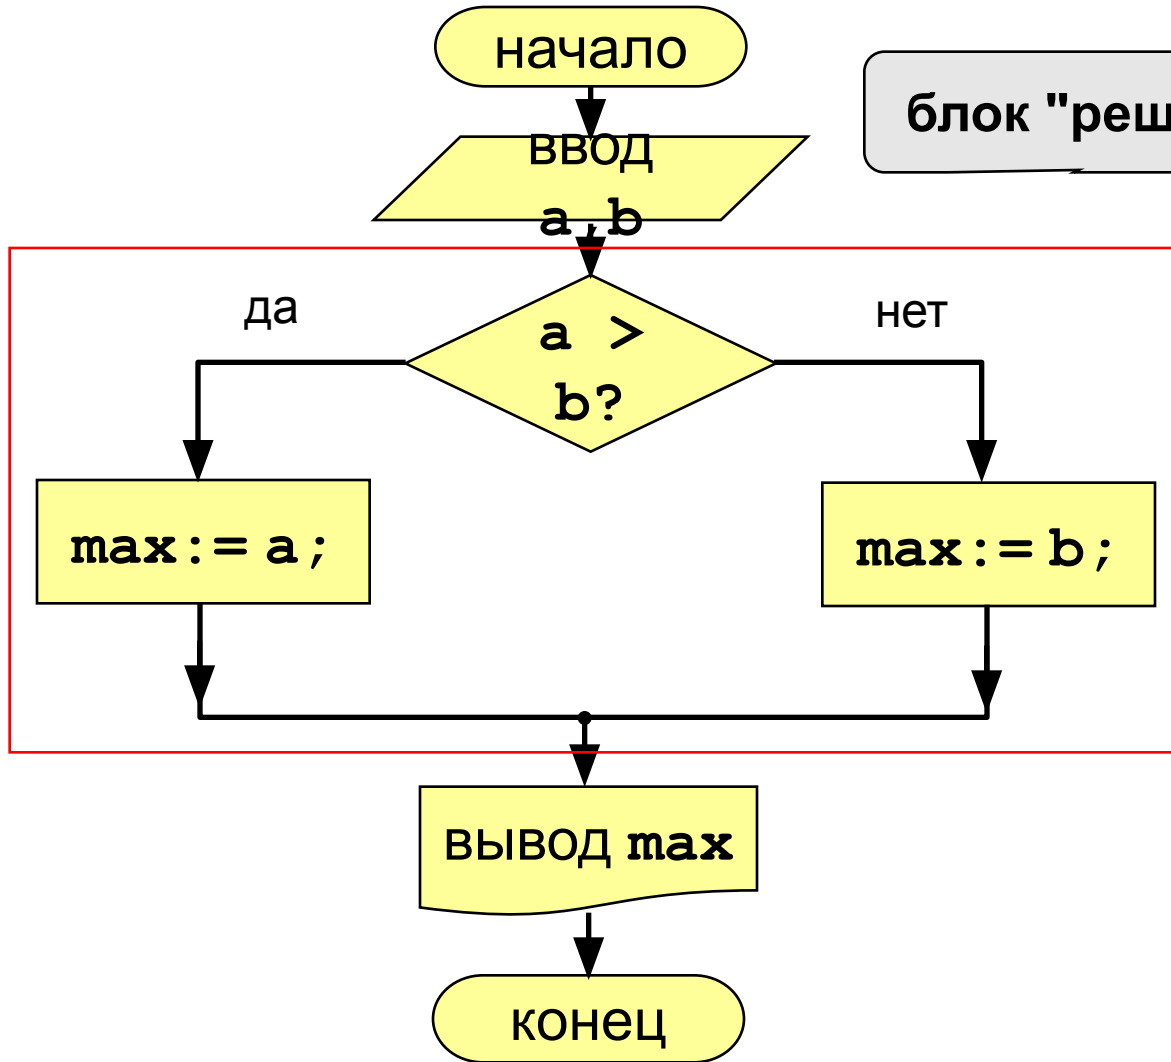 начало
блок "реш
ввод
a,b
да
нет
a >
b?
max:= a;
max:= b;
вывод max
конец